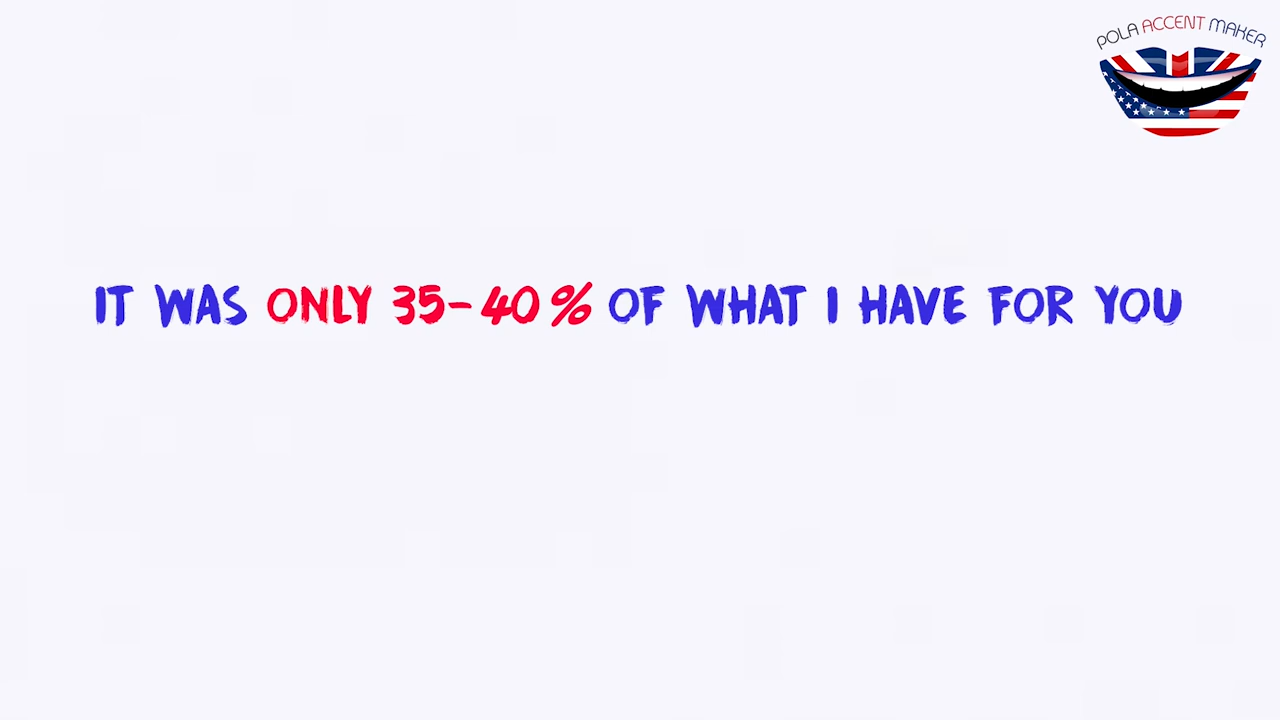 POLA ACCENT MAKER
IT WAS ONLY 35-40% OF WHAT I HAVE FOR YOU